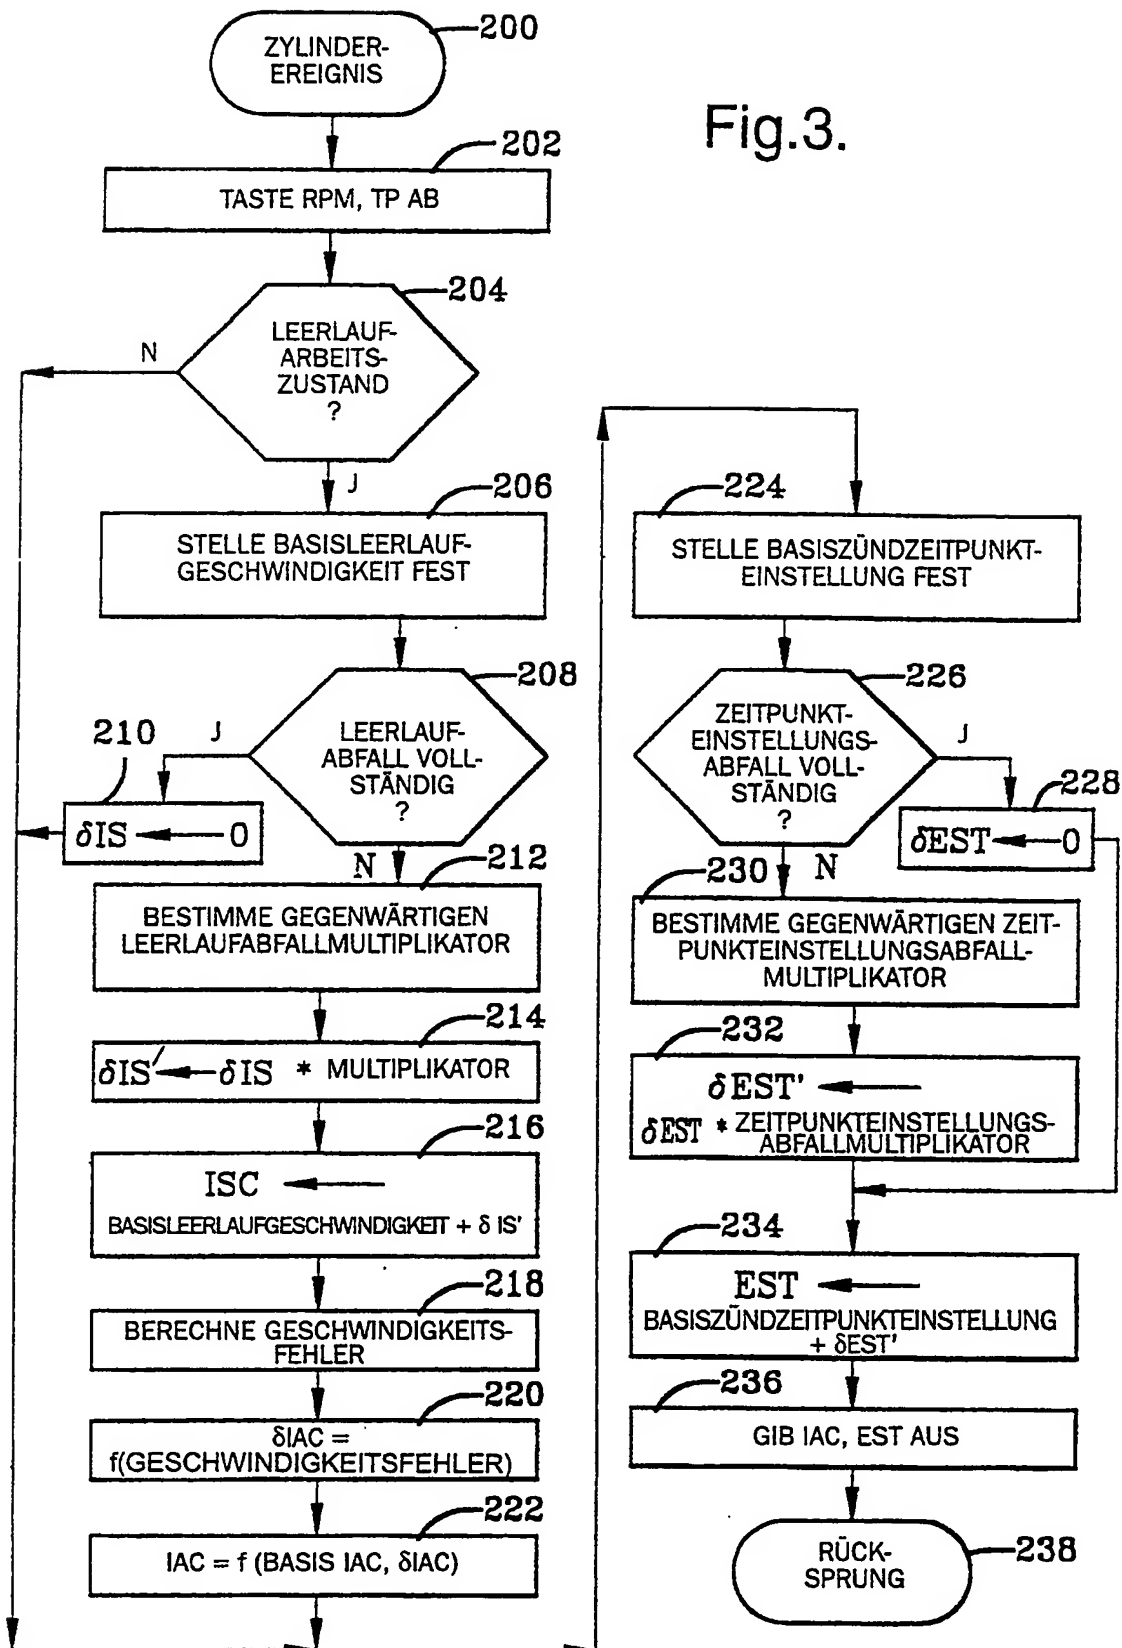 Fig.3.
200
ZYLINDER-
EREIGNIS
202
TASTE RPM, TP AB
204
LEERLAUF-
ARBEITS-
ZUSTAND
?
N
J
206
STELLE BASISLEERLAUF-
GESCHWINDIGKEIT FEST
208
LEERLAUF-
ABFALL VOLL-
STÄNDIG
?
J
210
δIS ← 0
N
212
BESTIMME GEGENWÄRTIGEN
LEERLAUFABFALLMULTIPLIKATOR
214
δIS' ← δIS * MULTIPLIKATOR
216
ISC ←
BASISLEERLAUFGESCHWINDIGKEIT + δ IS'
218
BERECHNE GESCHWINDIGKEITS-
FEHLER
220
δIAC =
f(GESCHWINDIGKEITSFEHLER)
222
IAC = f (BASIS IAC, δIAC)
224
STELLE BASISZÜNDZEITPUNKT-
EINSTELLUNG FEST
226
ZEITPUNKT-
EINSTELLUNGS-
ABFALL VOLL-
STÄNDIG
?
J
228
δEST ← 0
N
230
BESTIMME GEGENWÄRTIGEN ZEIT-
PUNKTEINSTELLUNGSABFALL-
MULTIPLIKATOR
232
δEST' ←
δEST * ZEITPUNKTEINSTELLUNGS-
ABFALLMULTIPLIKATOR
234
EST ←
BASISZÜNDZEITPUNKTEINSTELLUNG
+ δEST'
236
GIB IAC, EST AUS
238
RÜCK-
SPRUNG